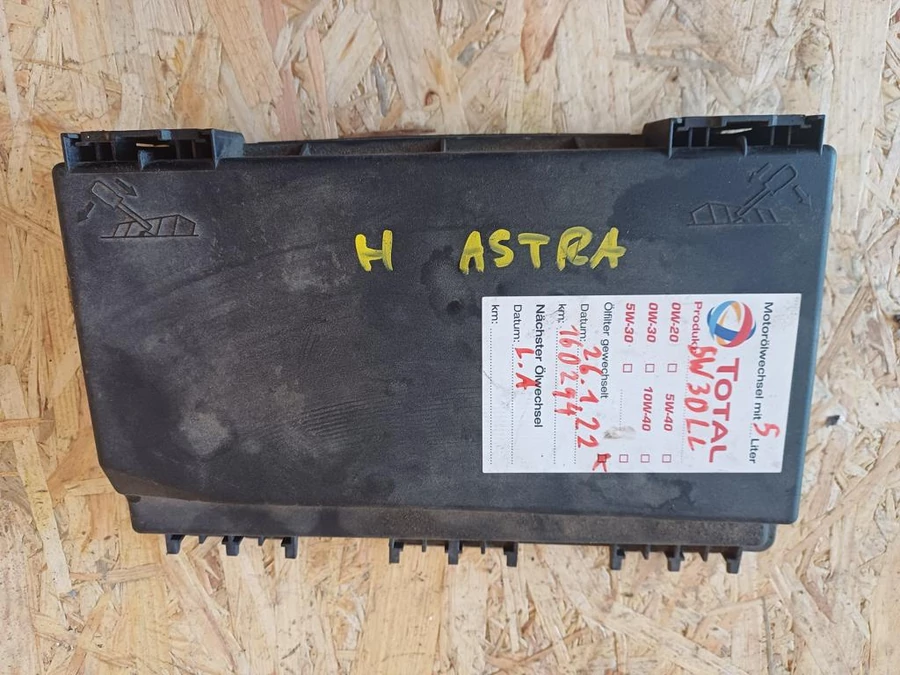 H ASTRA
Motorölwechsel mit 5 Liter
TOTAL
Produkt: 5W30LL
0W-20 5W-40
0W-30 10W-40
5W-30
Ölfilter gewechselt
Datum: 26.1.22
km: 160294
Nächster Ölwechsel
Datum: L.A
km: